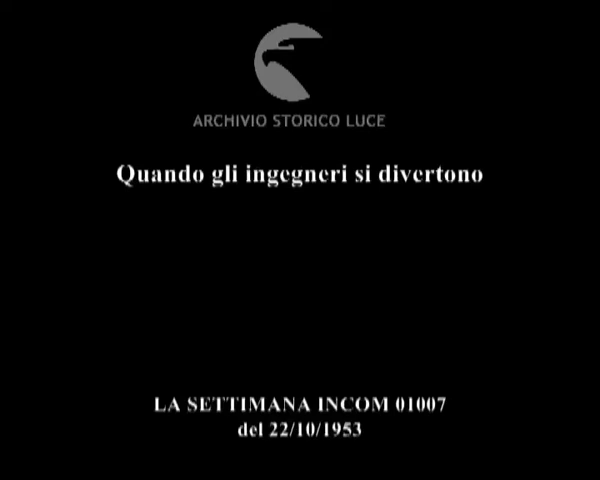 ARCHIVIO STORICO LUCE
Quando gli ingegneri si divertono
LA SETTIMANA INCOM 01007
del 22/10/1953